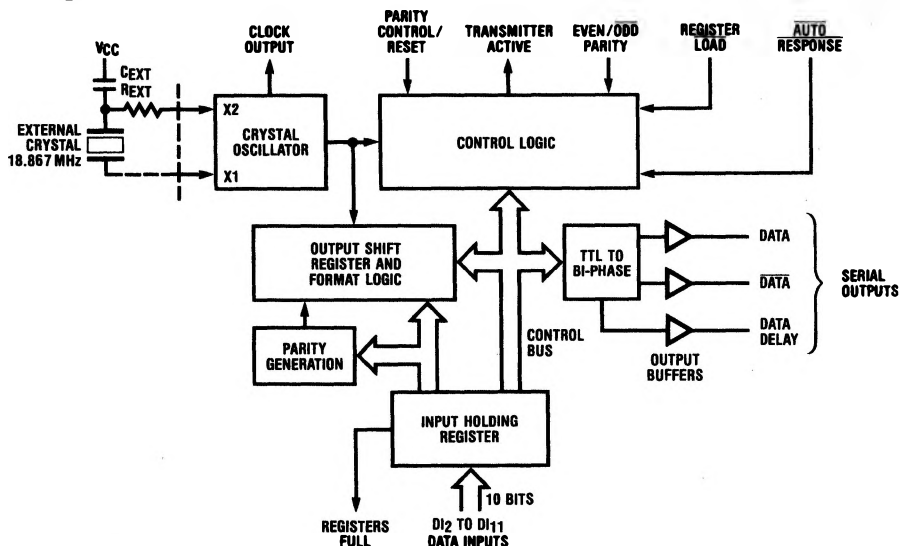 CLOCK
OUTPUT
PARITY
CONTROL/
RESET
TRANSMITTER
ACTIVE
EVEN/ODD
PARITY
REGISTER
LOAD
AUTO
RESPONSE
VCC
CEXT
REXT
EXTERNAL
CRYSTAL
18.867 MHz
X2
X1
CRYSTAL
OSCILLATOR
CONTROL LOGIC
OUTPUT SHIFT
REGISTER AND
FORMAT LOGIC
TTL TO
BI-PHASE
DATA
DATA
DATA
DELAY
SERIAL
OUTPUTS
PARITY
GENERATION
CONTROL
BUS
OUTPUT
BUFFERS
INPUT HOLDING
REGISTER
10 BITS
REGISTERS
FULL
DI2 TO DI11
DATA INPUTS